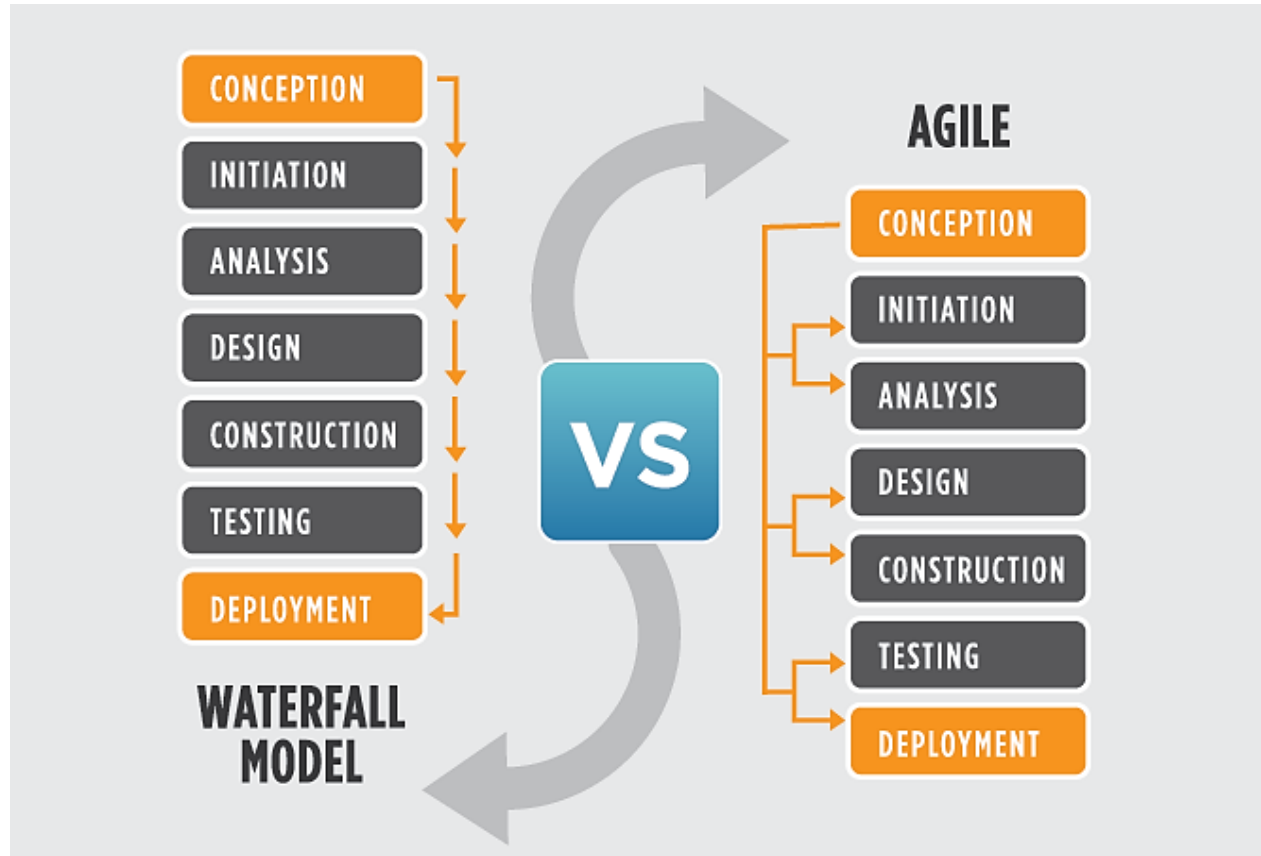 CONCEPTION
INITIATION
ANALYSIS
DESIGN
CONSTRUCTION
TESTING
DEPLOYMENT
WATERFALL
MODEL
VS
AGILE
CONCEPTION
INITIATION
ANALYSIS
DESIGN
CONSTRUCTION
TESTING
DEPLOYMENT